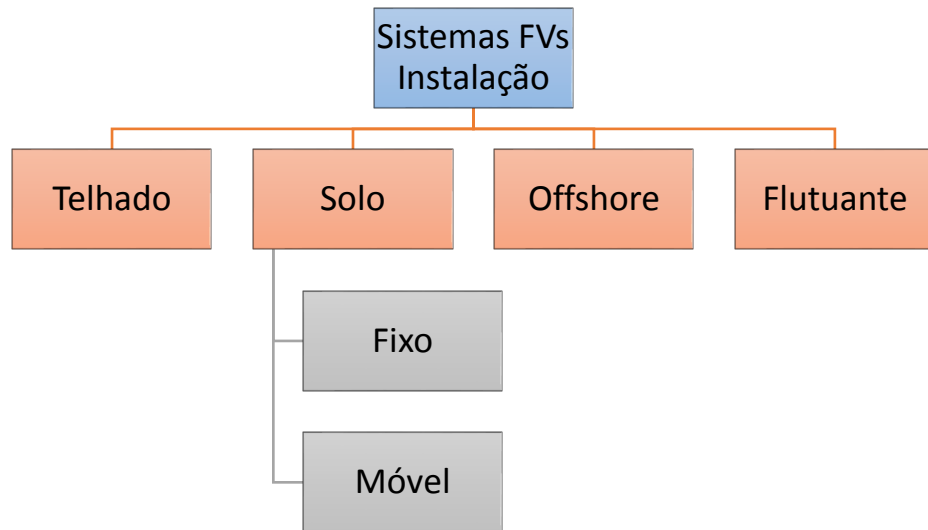 Sistemas FVs
Instalação
Telhado
Solo
Offshore
Flutuante
Fixo
Móvel